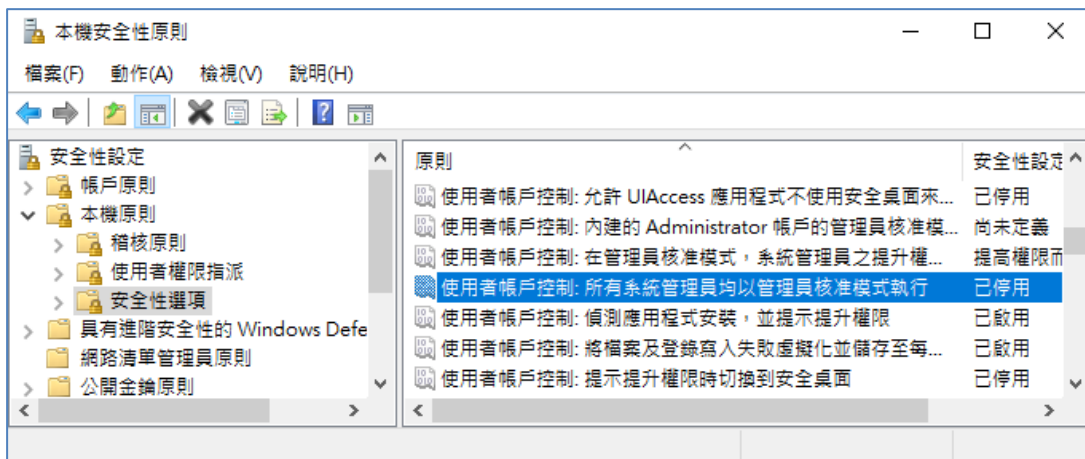 本機安全性原則
檔案(F) 動作(A) 檢視(V) 說明(H)
安全性設定
帳戶原則
本機原則
稽核原則
使用者權限指派
安全性選項
具有進階安全性的 Windows Defe
網路清單管理員原則
公開金鑰原則
原則 安全性設定
使用者帳戶控制: 允許 UIAccess 應用程式不使用安全桌面來... 已停用
使用者帳戶控制: 內建的 Administrator 帳戶的管理員核准模... 尚未定義
使用者帳戶控制: 在管理員核准模式，系統管理員之提升權... 提高權限而
使用者帳戶控制: 所有系統管理員均以管理員核准模式執行 已停用
使用者帳戶控制: 偵測應用程式安裝，並提示提升權限 已啟用
使用者帳戶控制: 將檔案及登錄寫入失敗虛擬化並儲存至每... 已啟用
使用者帳戶控制: 提示提升權限時切換到安全桌面 已停用